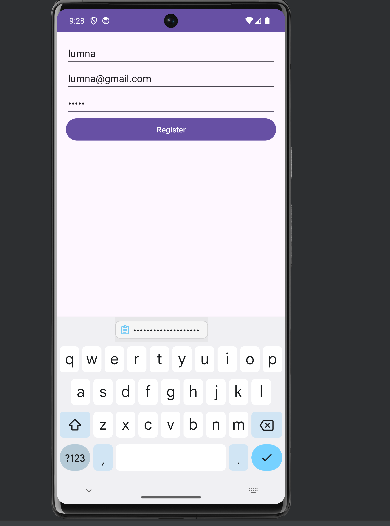 9:23
lumna
lumna@gmail.com
•••••
Register
••••••••••••••••••••
q w e r t y u i o p
a s d f g h j k l
z x c v b n m
?123 , .